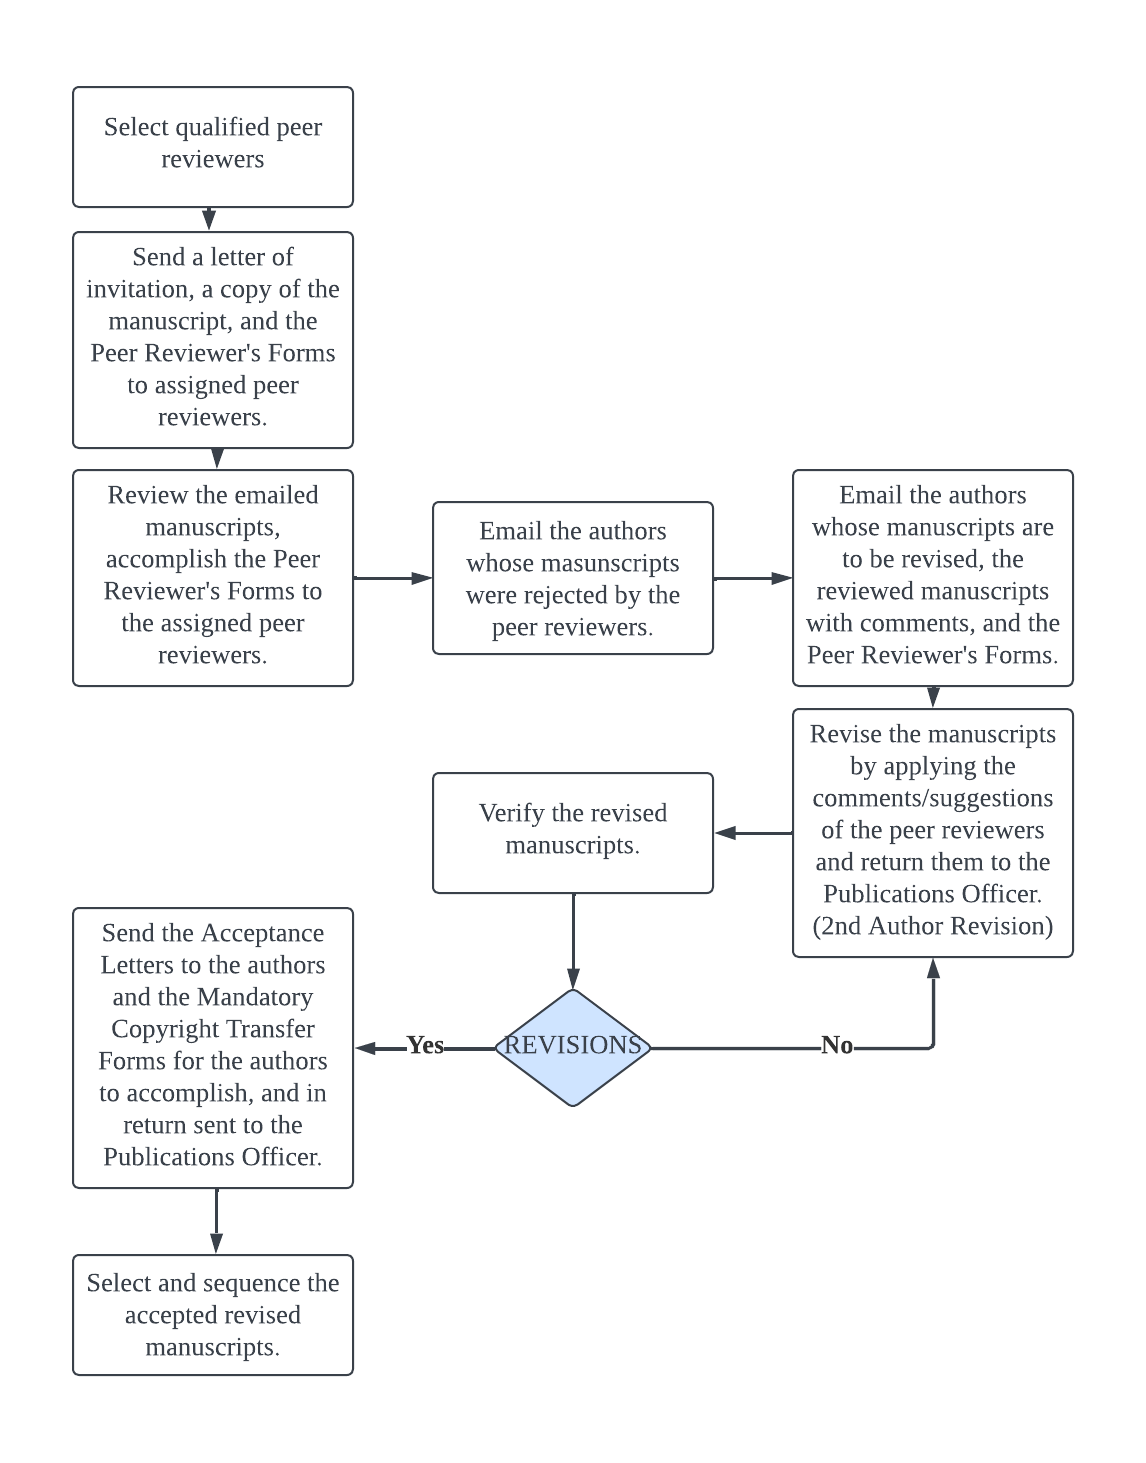 Select qualified peer
reviewers
Send a letter of
invitation, a copy of the
manuscript, and the
Peer Reviewer's Forms
to assigned peer
reviewers.
Review the emailed
manuscripts,
accomplish the Peer
Reviewer's Forms to
the assigned peer
reviewers.
Email the authors
whose masunscripts
were rejected by the
peer reviewers.
Email the authors
whose manuscripts are
to be revised, the
reviewed manuscripts
with comments, and the
Peer Reviewer's Forms.
Revise the manuscripts
by applying the
comments/suggestions
of the peer reviewers
and return them to the
Publications Officer.
(2nd Author Revision)
Verify the revised
manuscripts.
REVISIONS
Yes
No
Send the Acceptance
Letters to the authors
and the Mandatory
Copyright Transfer
Forms for the authors
to accomplish, and in
return sent to the
Publications Officer.
Select and sequence the
accepted revised
manuscripts.